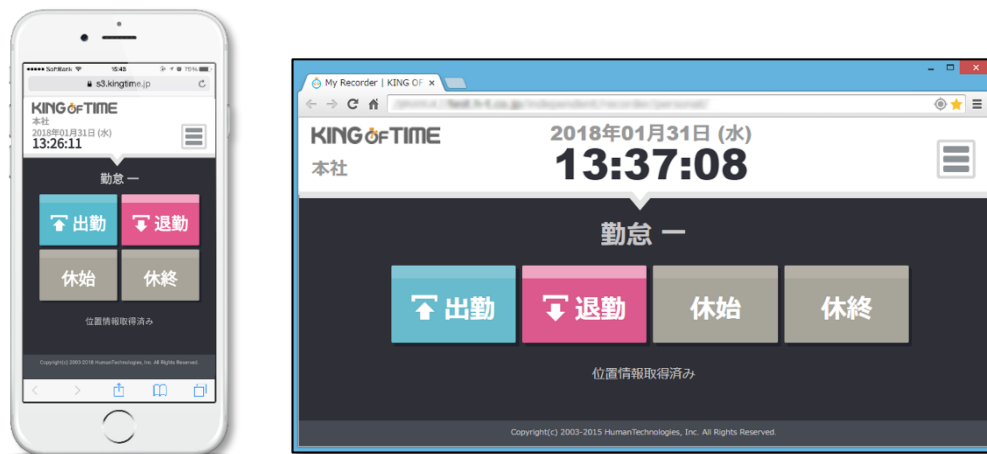 SoftBank 15:48 79%
s3.kingtime.jp
KING OF TIME
本社
2018年01月31日 (水)
13:26:11
勤怠 一
出勤 退勤
休始 休終
位置情報取得済み
Copyright(c) 2003-2018 HumanTechnologies, Inc. All Rights Reserved.
My Recorder | KING OF
KING OF TIME
本社
2018年01月31日 (水)
13:37:08
勤怠 一
出勤 退勤 休始 休終
位置情報取得済み
Copyright(c) 2003-2015 HumanTechnologies, Inc. All Rights Reserved.